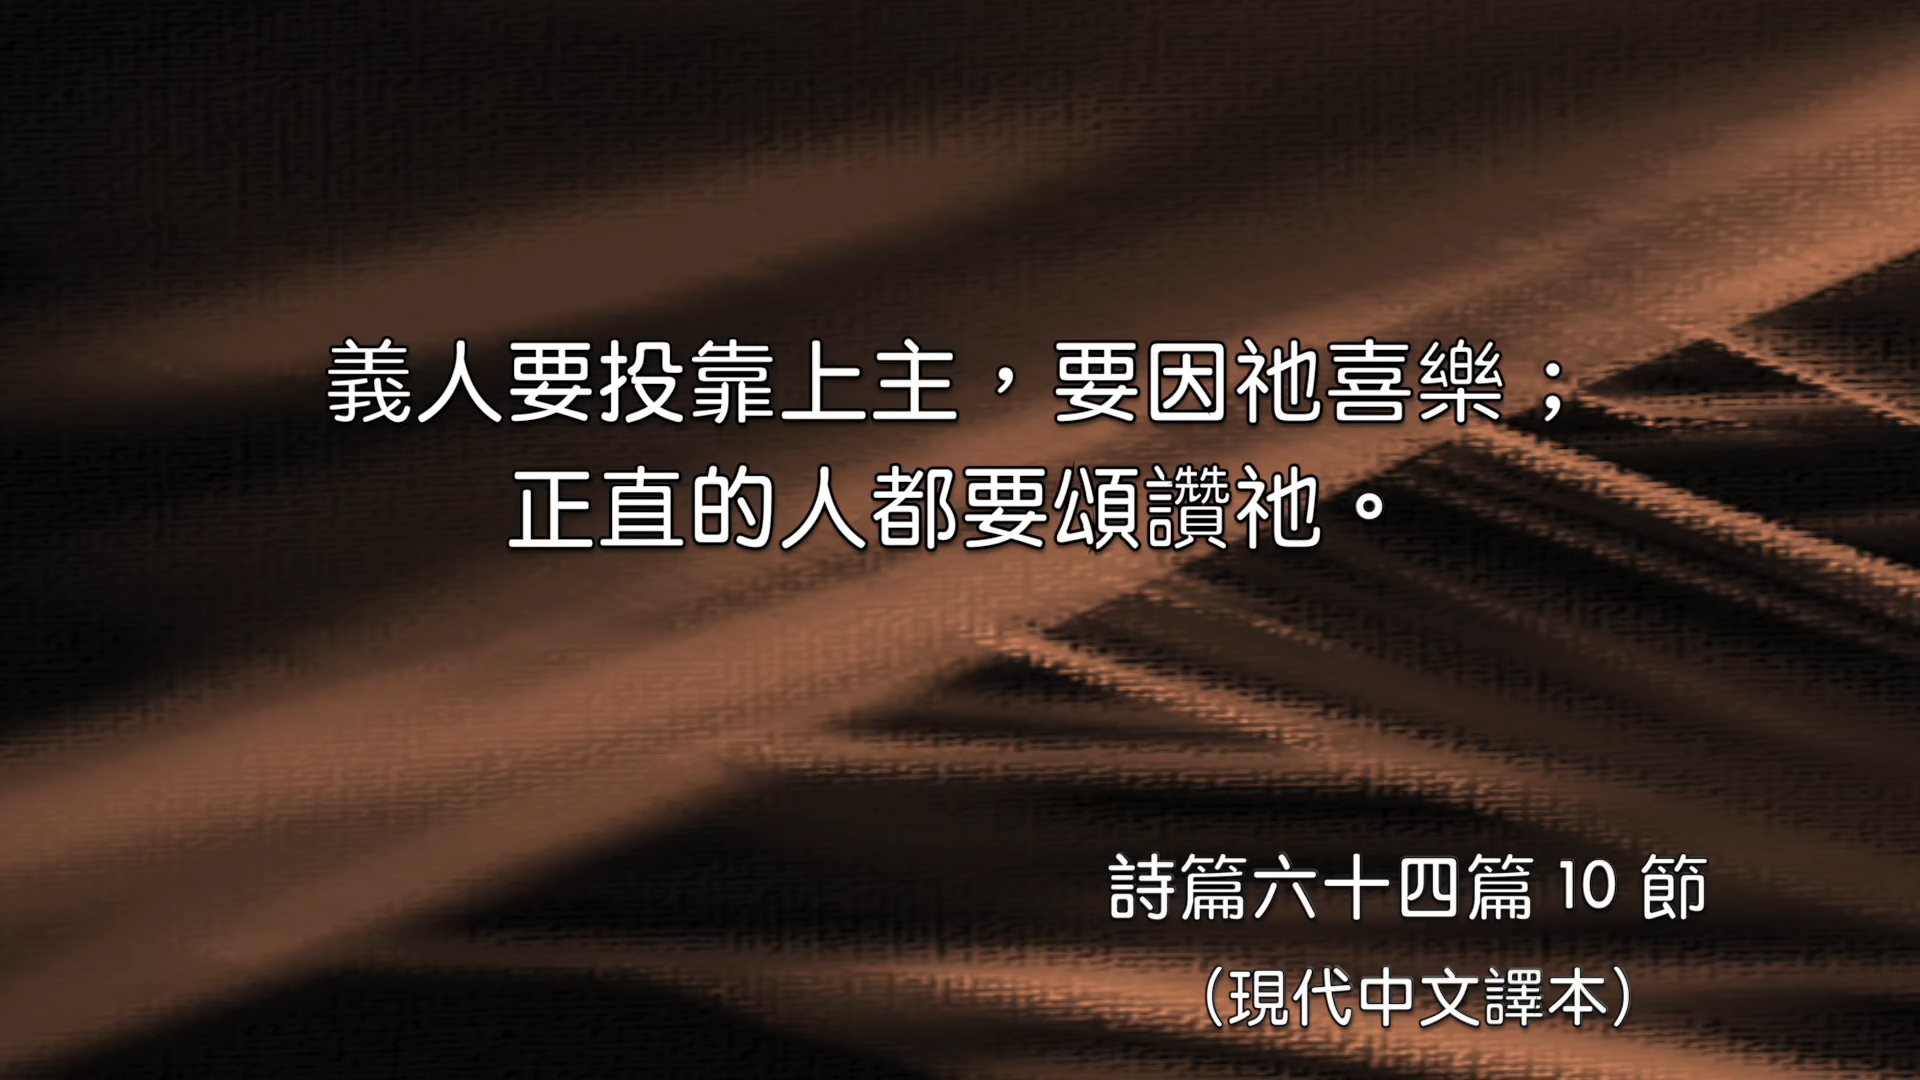 義人要投靠上主，要因祂喜樂；
正直的人都要頌讚祂。
詩篇六十四篇 10 節
（現代中文譯本）